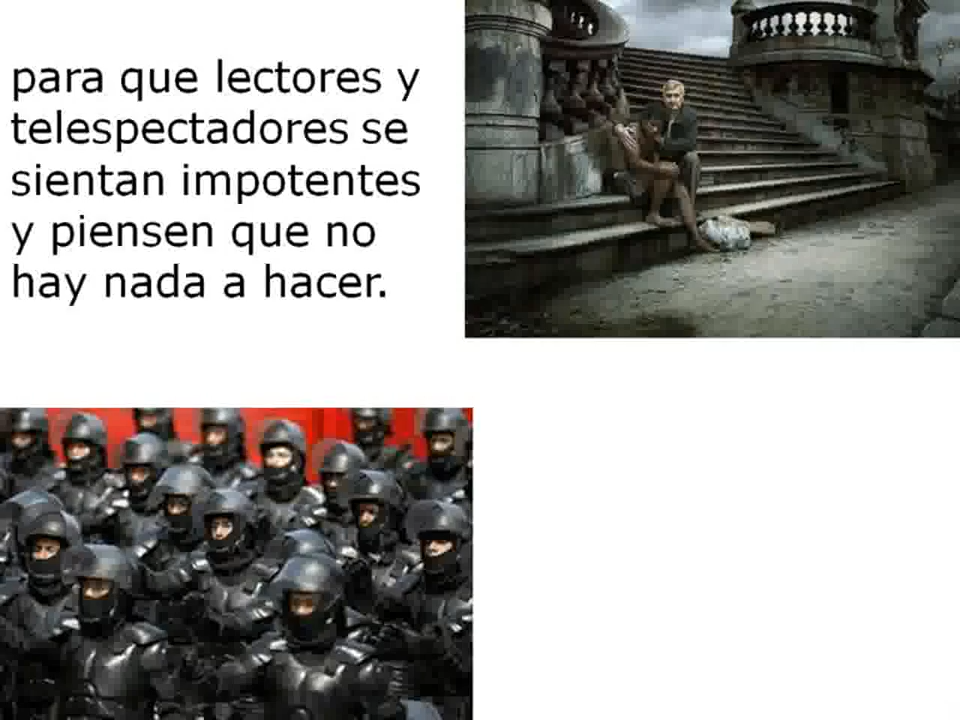 para que lectores y
telespectadores se
sientan impotentes
y piensen que no
hay nada a hacer.